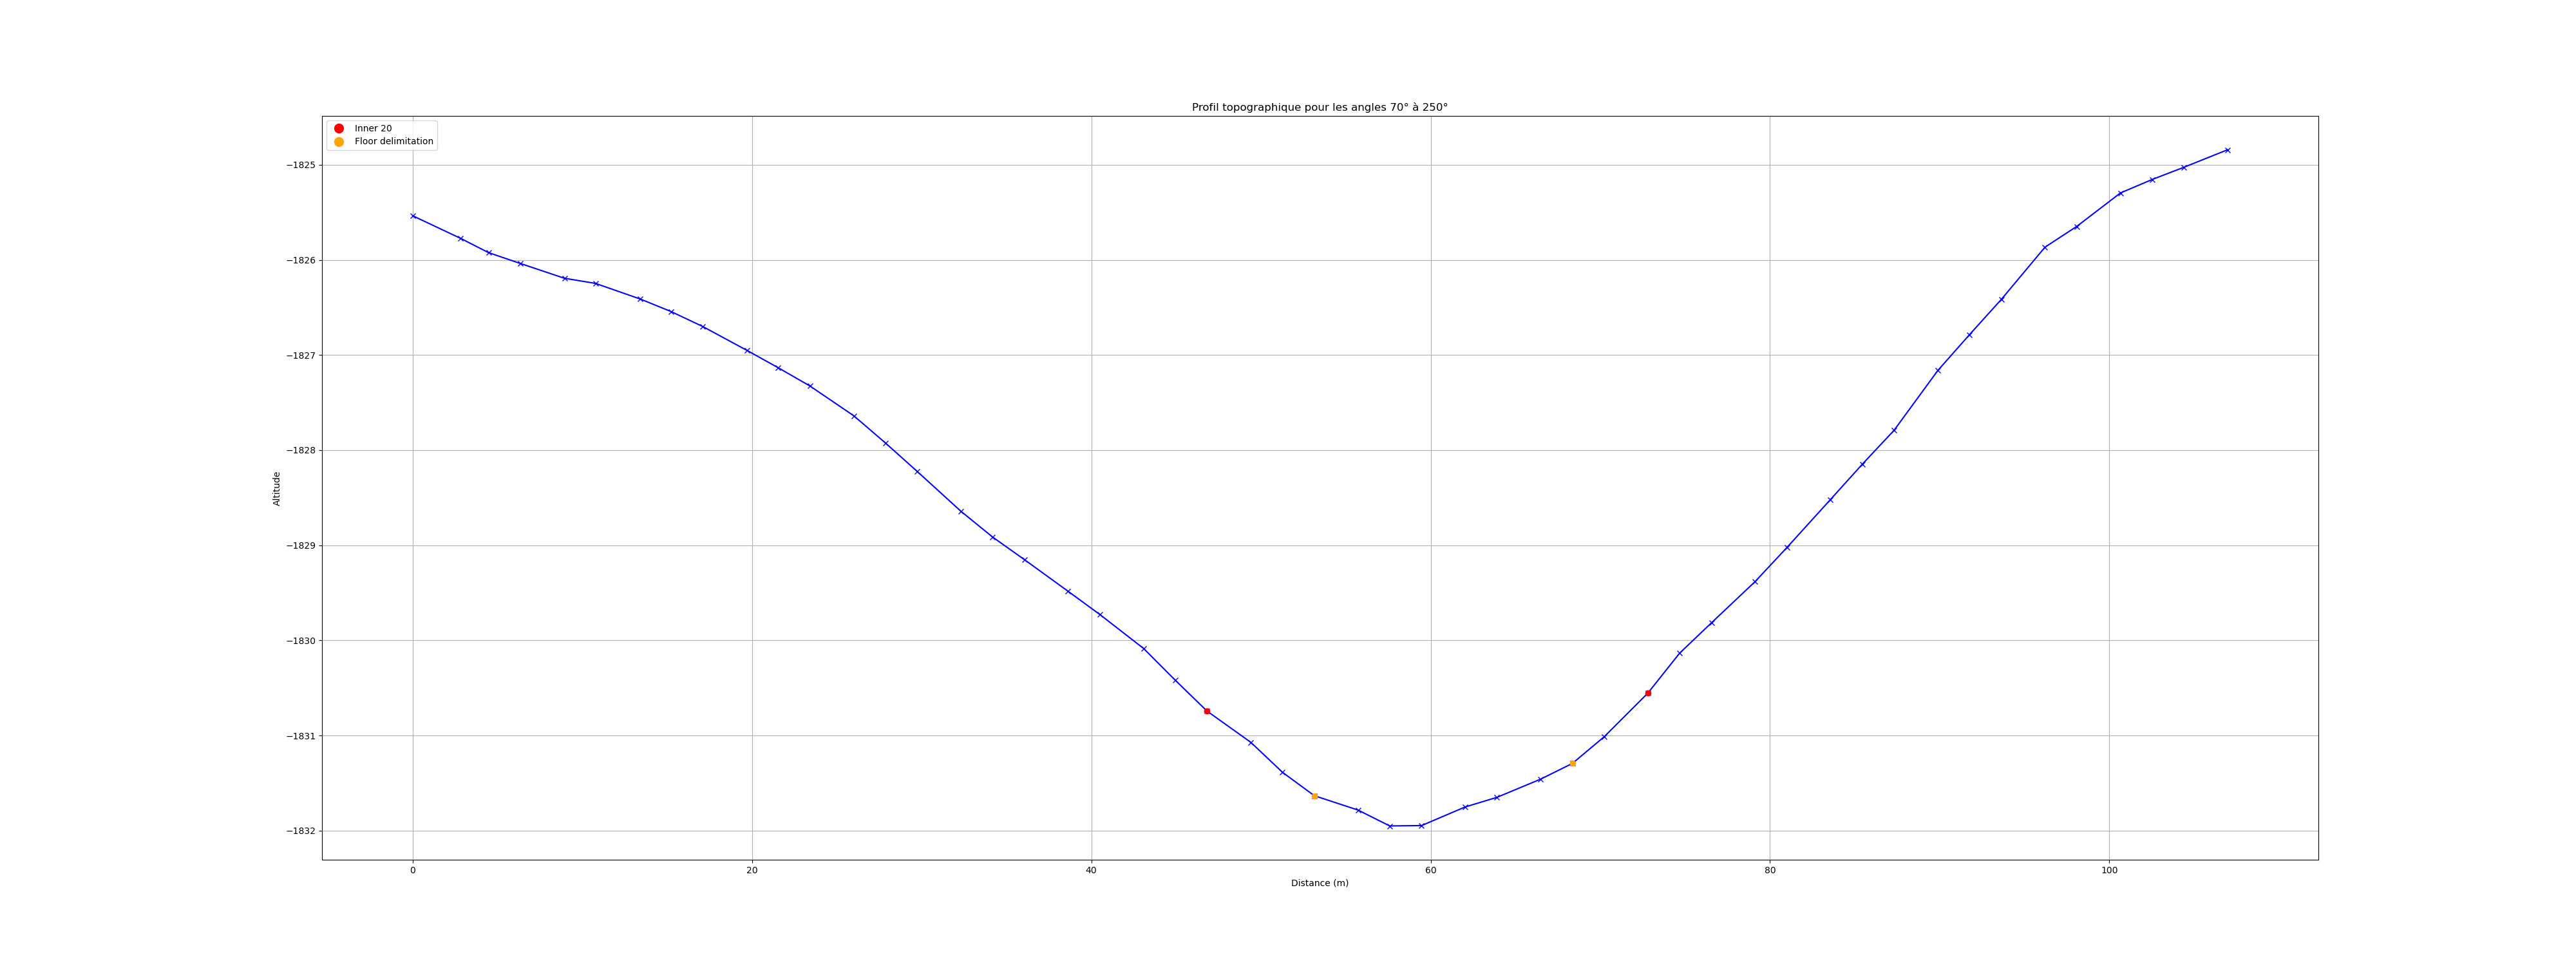 Profil topographique pour les angles 70° à 250°
Inner 20
Floor delimitation
−1825
−1826
−1827
−1828
−1829
−1830
−1831
−1832
Altitude
0 20 40 60 80 100
Distance (m)